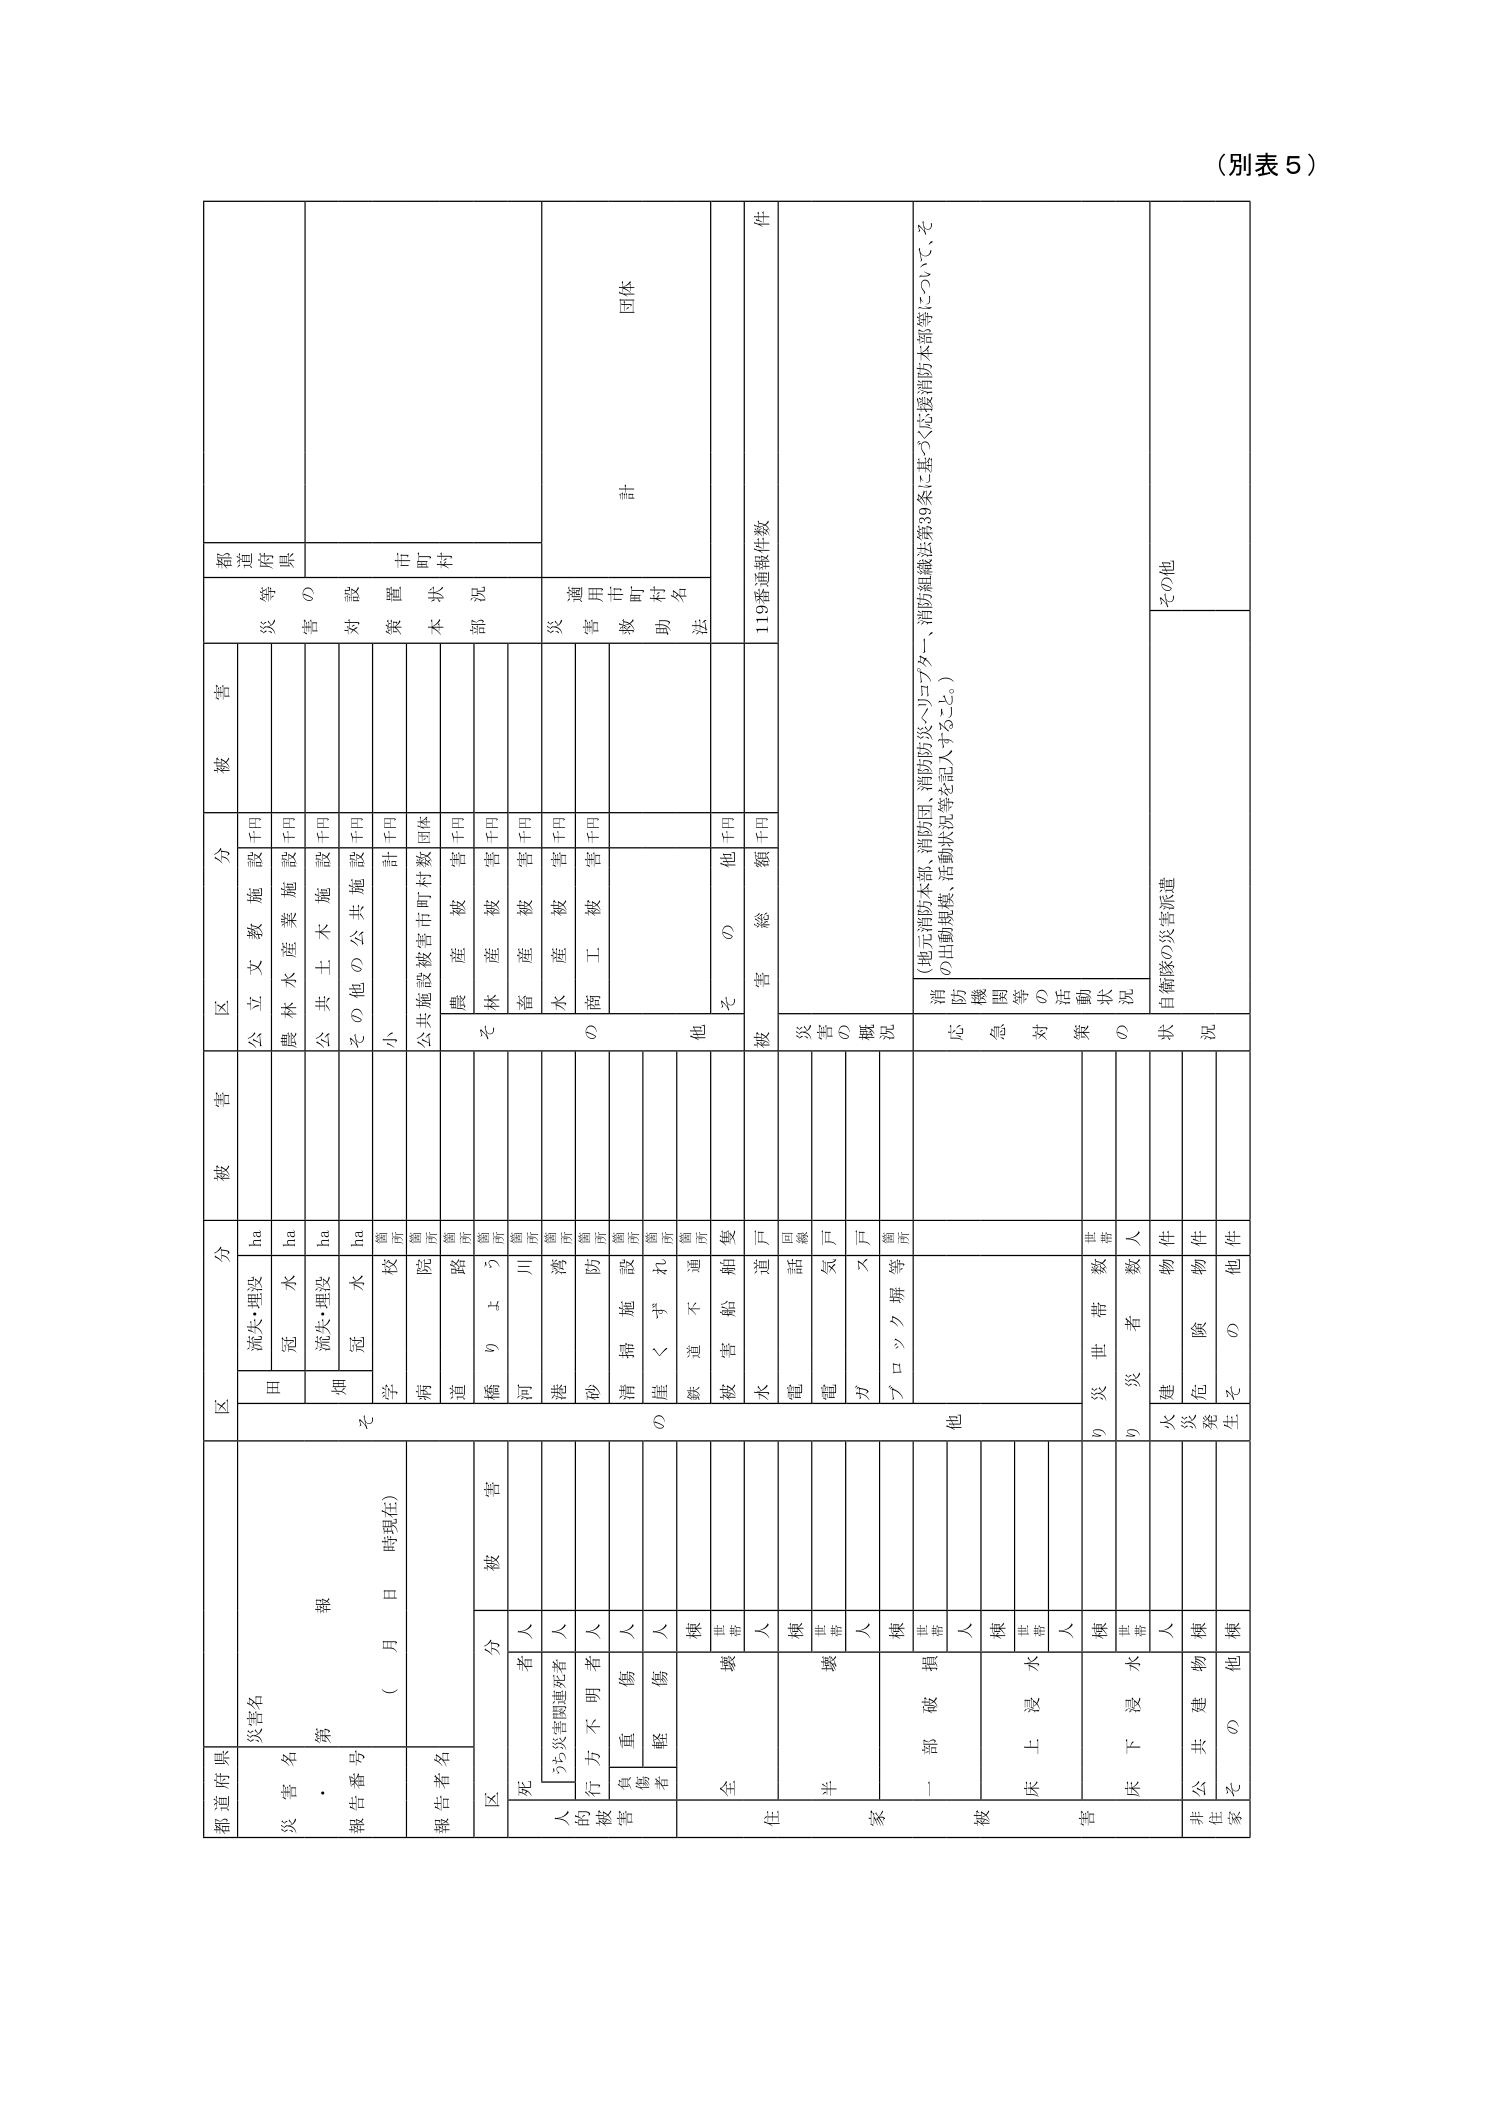 （別表５）
都道府県
災害名・報告番号
災害名
第　　　報
（　月　日　時現在）
報告者名
区　分　被　害
人的被害
死者　人
うち災害関連死者　人
行方不明者　人
負傷者　重傷　人
軽傷　人
住家被害
全壊　棟
世帯
人
半壊　棟
世帯
人
一部破損　棟
世帯
人
床上浸水　棟
世帯
人
床下浸水　棟
世帯
人
非住家　公共建物　棟
その他　棟
区　分　被　害
その他
田　流失・埋没　ha
冠水　ha
畑　流失・埋没　ha
冠水　ha
学校　箇所
病院　箇所
道路　箇所
橋りょう　箇所
河川　箇所
港湾　箇所
砂防　箇所
清掃施設　箇所
崖くずれ　箇所
鉄道不通　箇所
被害船舶　隻
水道　戸
電話　回線
電気　戸
ガス　戸
ブロック塀等　箇所
り災世帯数　世帯
り災者数　人
火災発生　建物　件
危険物　件
その他　件
区　分　被　害
公立文教施設　千円
農林水産業施設　千円
公共土木施設　千円
その他の公共施設　千円
小計　千円
公共施設被害市町村数　団体
その他
農産被害　千円
林産被害　千円
畜産被害　千円
水産被害　千円
商工被害　千円
その他　千円
被害総額　千円
災害の対策本部等の設置状況
都道府県
市町村
災害救助法適用市町村名
計　　　団体
119番通報件数　　　件
災害の概況
応急対策の状況
消防機関等の活動状況
（地元消防本部、消防団、消防防災ヘリコプター、消防組織法第39条に基づく応援消防本部等について、そ
の出動規模、活動状況等を記入すること。）
自衛隊の災害派遣
その他